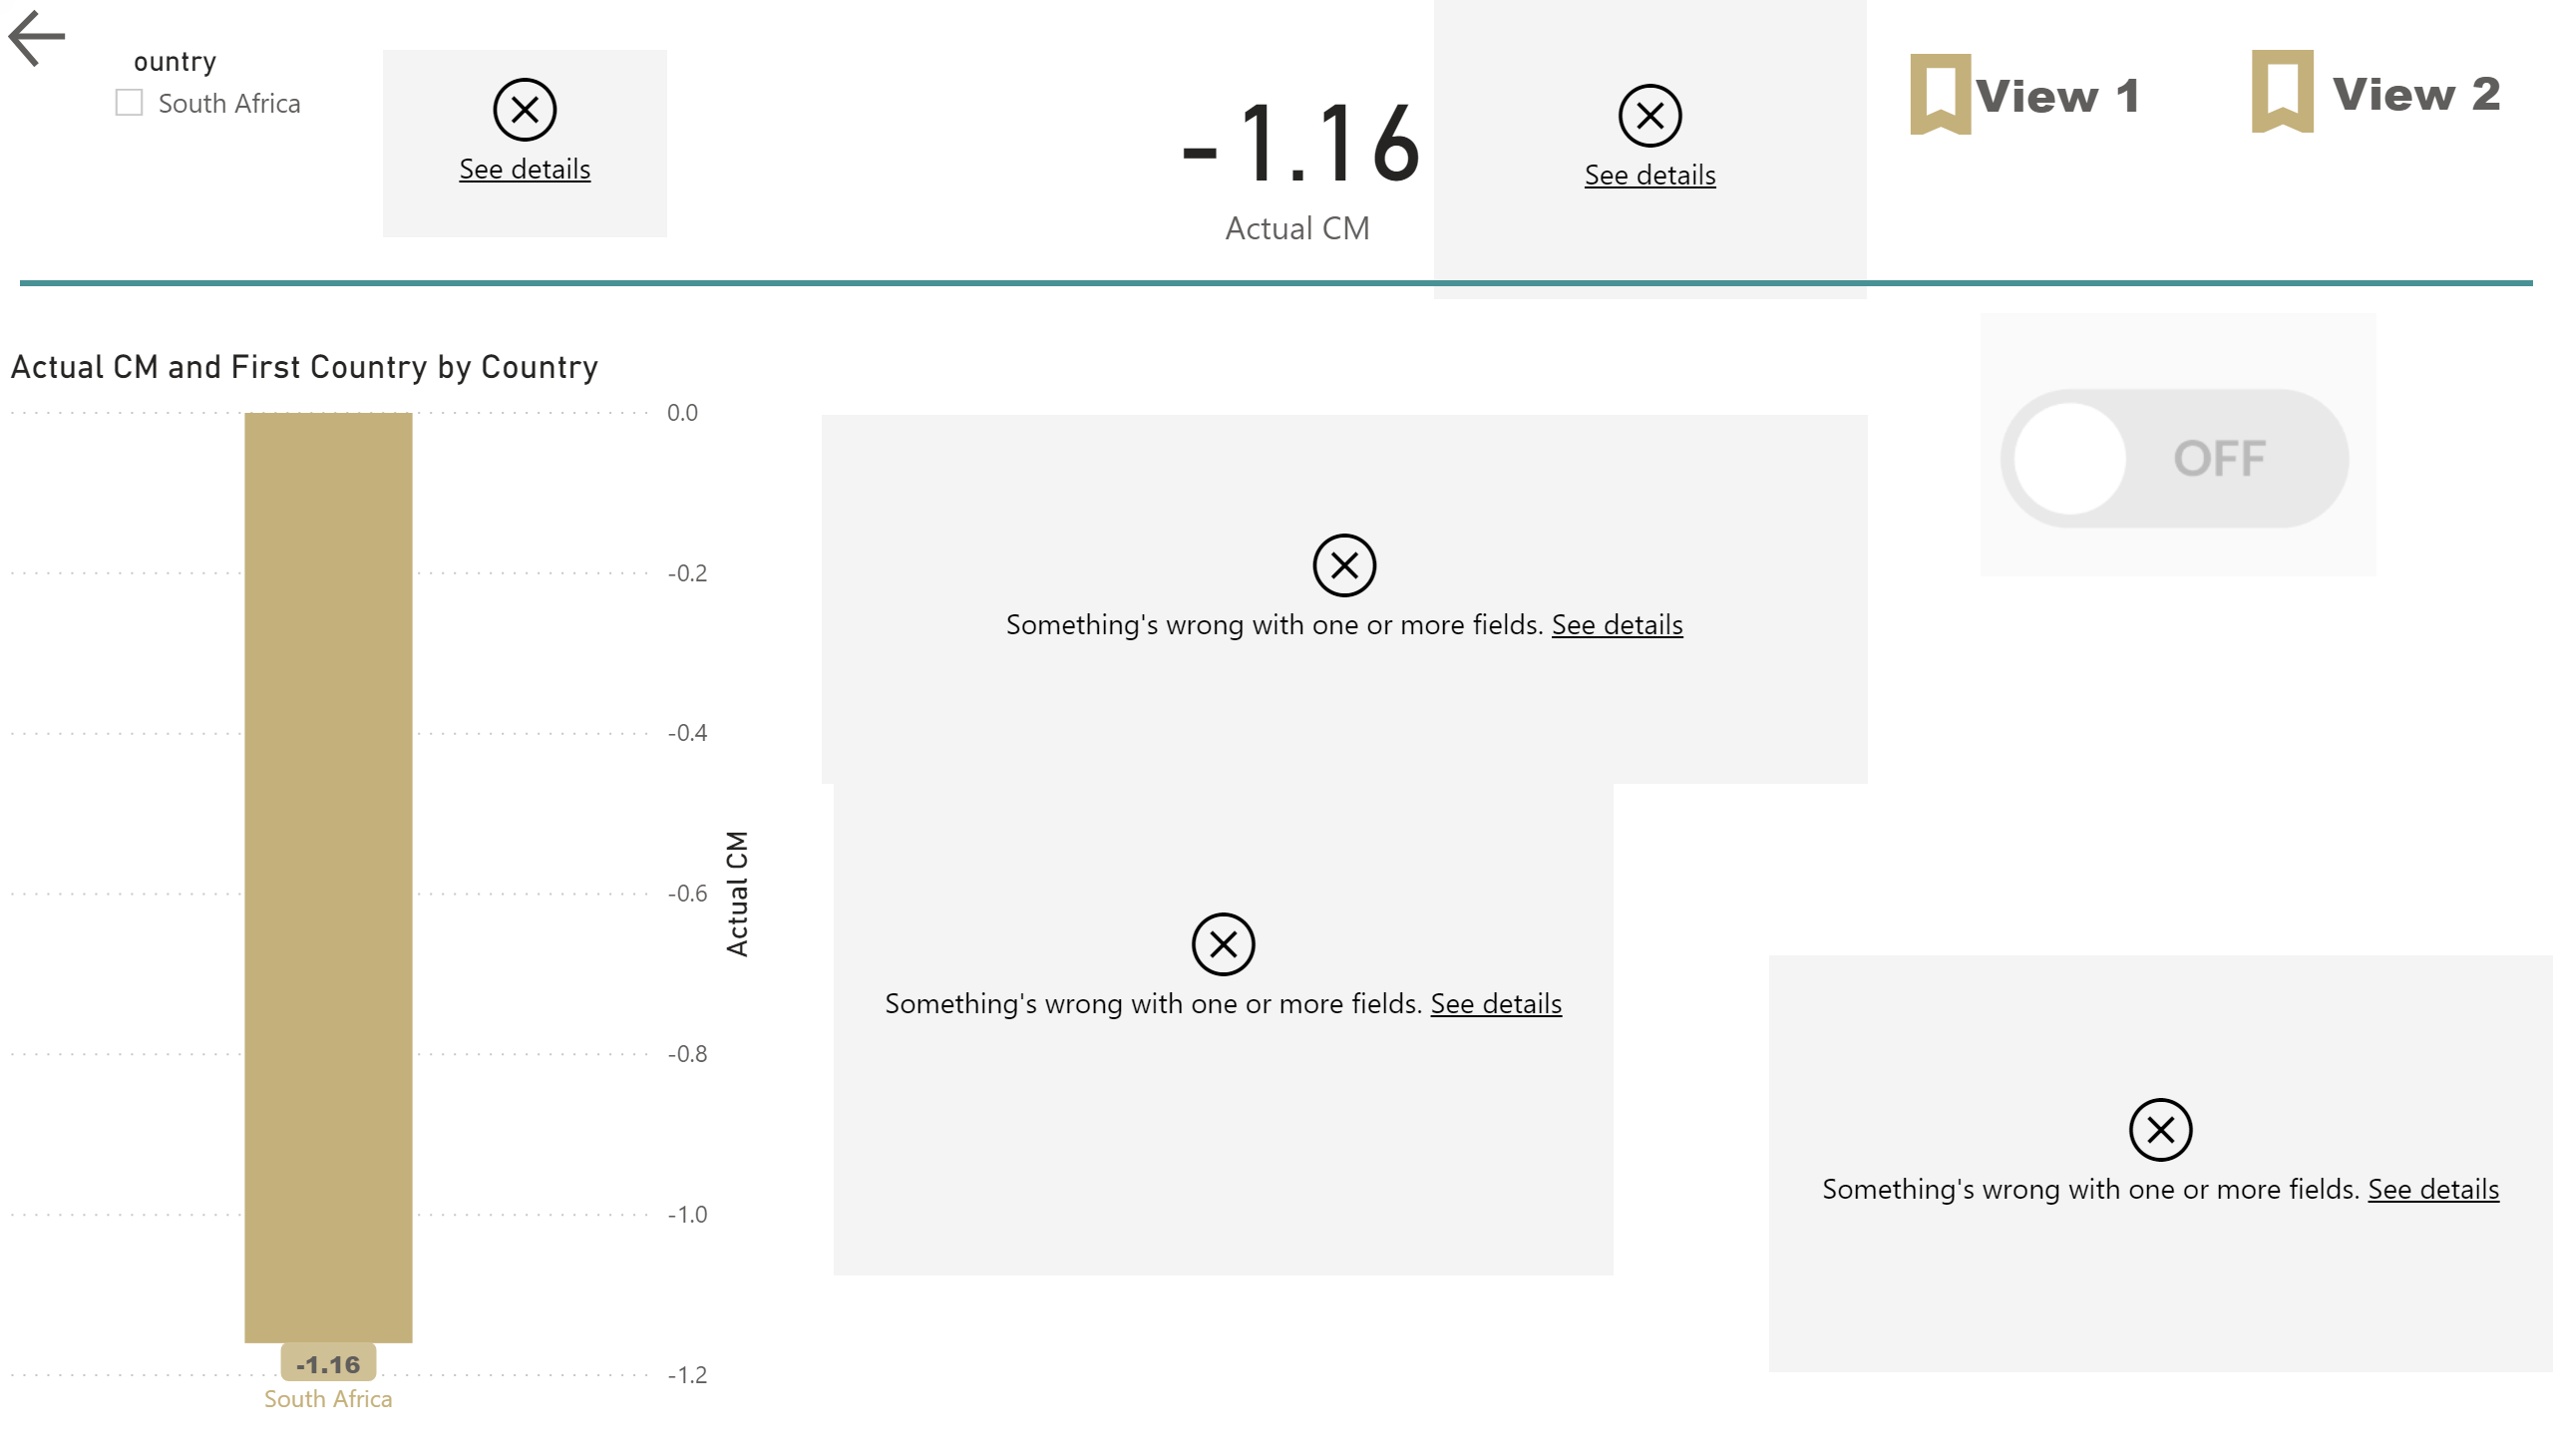 ountry
South Africa
See details
-1.16
Actual CM
See details
View 1
View 2
Actual CM and First Country by Country
0.0
-0.2
-0.4
-0.6
-0.8
-1.0
-1.2
Actual CM
-1.16
South Africa
OFF
Something's wrong with one or more fields. See details
Something's wrong with one or more fields. See details
Something's wrong with one or more fields. See details